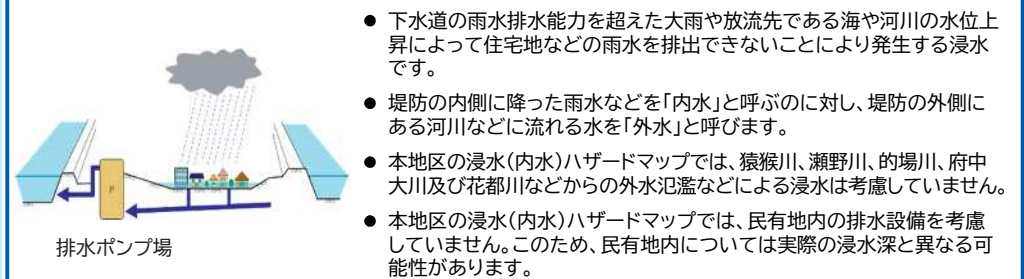 ● 下水道の雨水排水能力を超えた大雨や放流先である海や河川の水位上
昇によって住宅地などの雨水を排出できないことにより発生する浸水
です。
● 堤防の内側に降った雨水などを「内水」と呼ぶのに対し、堤防の外側に
ある河川などに流れる水を「外水」と呼びます。
● 本地区の浸水(内水)ハザードマップでは、猿猴川、瀬野川、的場川、府中
大川及び花都川などからの外水氾濫などによる浸水は考慮していません。
● 本地区の浸水(内水)ハザードマップでは、民有地内の排水設備を考慮
していません。このため、民有地内については実際の浸水深と異なる可
能性があります。
P
排水ポンプ場